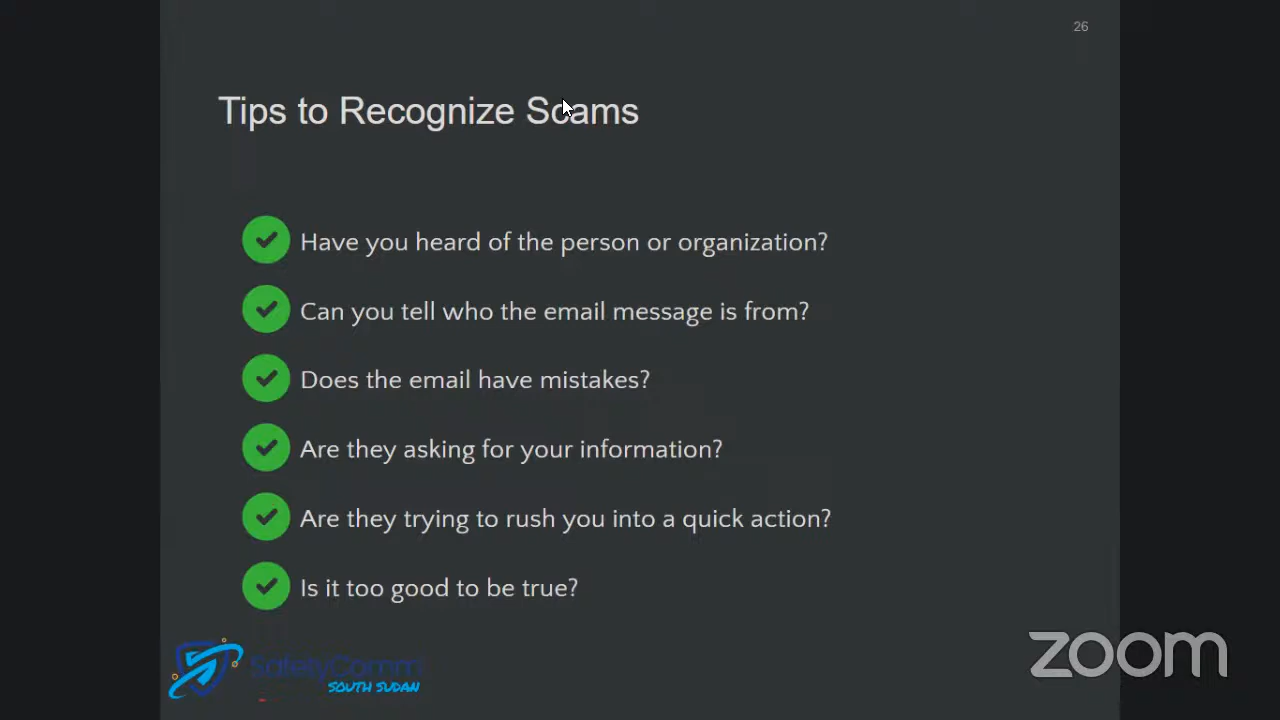 26
Tips to Recognize Scams
Have you heard of the person or organization?
Can you tell who the email message is from?
Does the email have mistakes?
Are they asking for your information?
Are they trying to rush you into a quick action?
Is it too good to be true?
SafetyComm
SOUTH SUDAN
zoom